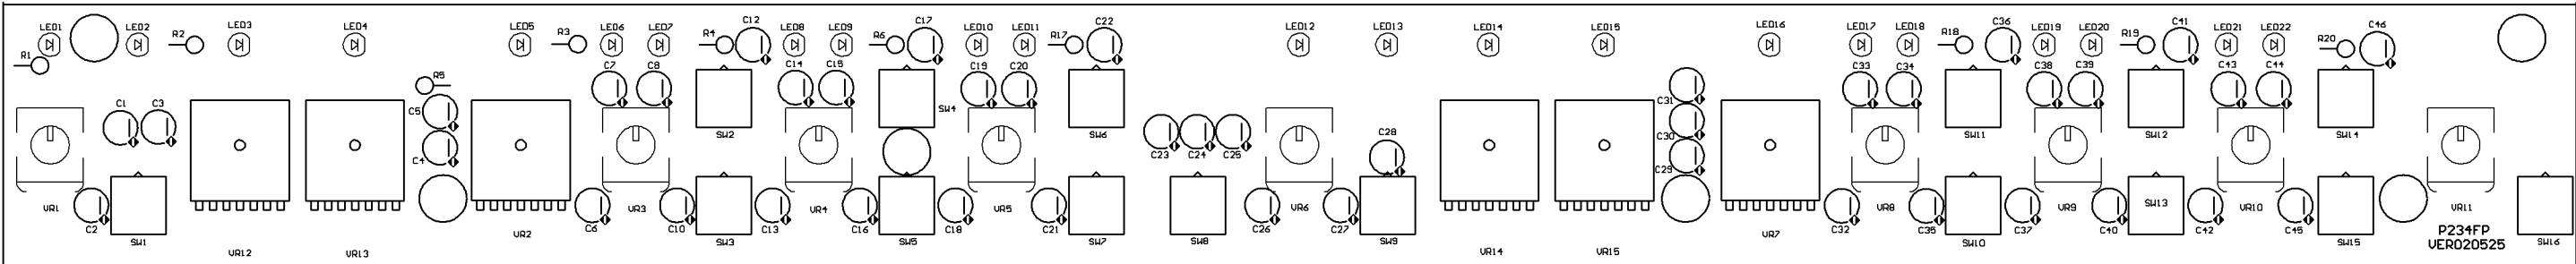 LED1 LED2 R2 LED3 LED4 LED5 R3 LED6 LED7 R4 C12 LED8 LED9 R6 C17 LED10 LED11 R17 C22 LED12 LED13 LED14 LED15 LED16 LED17 LED18 R18 C36 LED19 LED20 R19 C41 LED21 LED22 R20 C46
R1 R5 C7 C8 C14 C15 C19 C20 C33 C34 C38 C39 C43 C44
C1 C3 C5 SW4 C31
SW2 SW6 C30 SW11 SW12 SW14
C4 C23 C24 C25 C28 C29
VR1 VR3 VR4 VR5 VR6 VR8 VR9 SW13 VR10 VR11
C2 C6 C10 C13 C16 C18 C21 C26 C27 C32 C35 C37 C40 C42 C45
SW1 VR2 SW3 SW5 SW7 SW8 SW9 VR7 SW10 SW15 P234FP SW16
VER020525
VR12 VR13 VR14 VR15